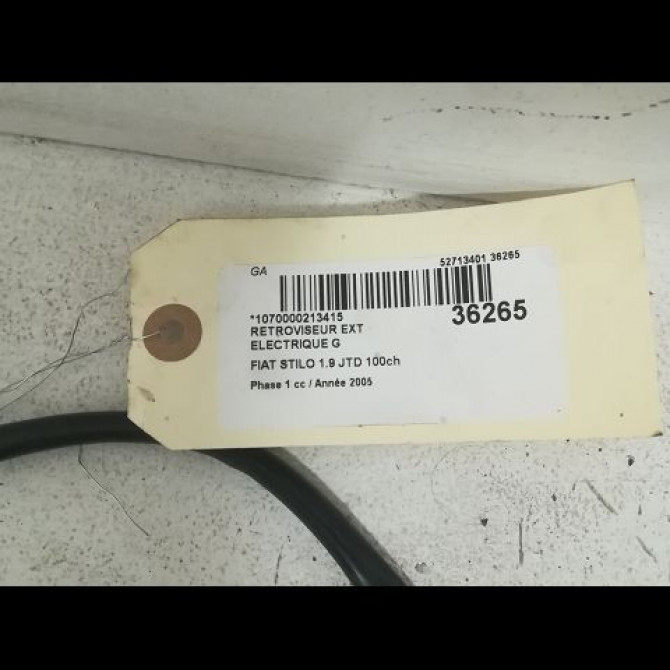 GA
52713401 36265
*1070000213415
36265
RETROVISEUR EXT
ELECTRIQUE G
FIAT STILO 1.9 JTD 100ch
Phase 1 cc / Année 2005